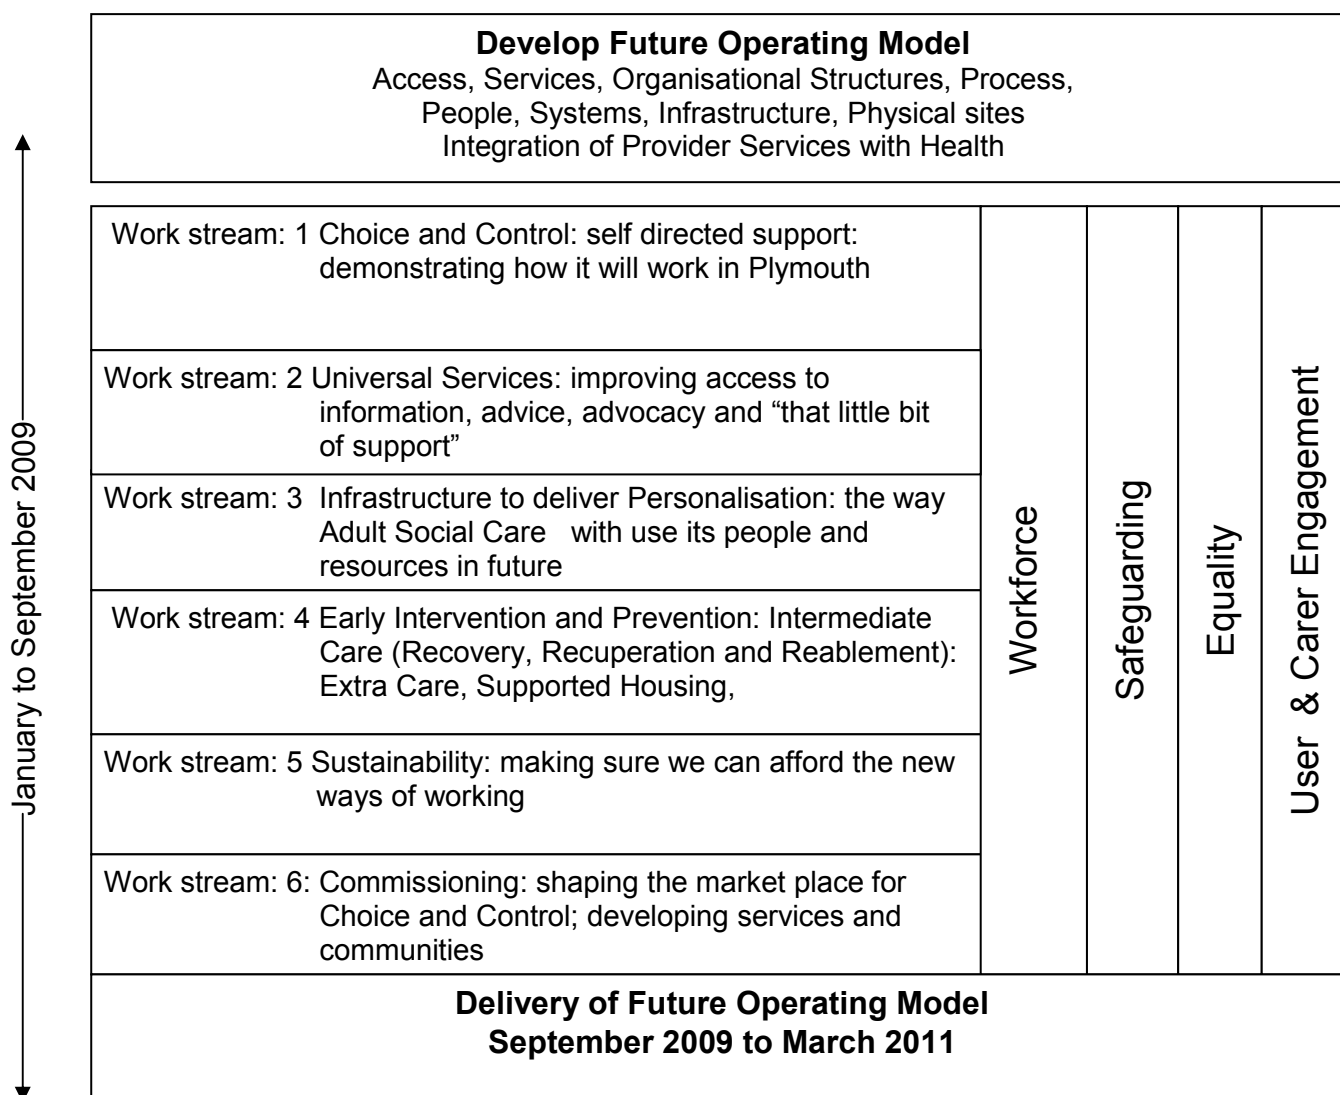 Develop Future Operating Model
Access, Services, Organisational Structures, Process,
People, Systems, Infrastructure, Physical sites
Integration of Provider Services with Health
January to September 2009
Work stream: 1 Choice and Control: self directed support:
demonstrating how it will work in Plymouth
Work stream: 2 Universal Services: improving access to
information, advice, advocacy and “that little bit
of support”
Work stream: 3 Infrastructure to deliver Personalisation: the way
Adult Social Care with use its people and
resources in future
Work stream: 4 Early Intervention and Prevention: Intermediate
Care (Recovery, Recuperation and Reablement):
Extra Care, Supported Housing,
Work stream: 5 Sustainability: making sure we can afford the new
ways of working
Work stream: 6: Commissioning: shaping the market place for
Choice and Control; developing services and
communities
Workforce
Safeguarding
Equality
User & Carer Engagement
Delivery of Future Operating Model
September 2009 to March 2011